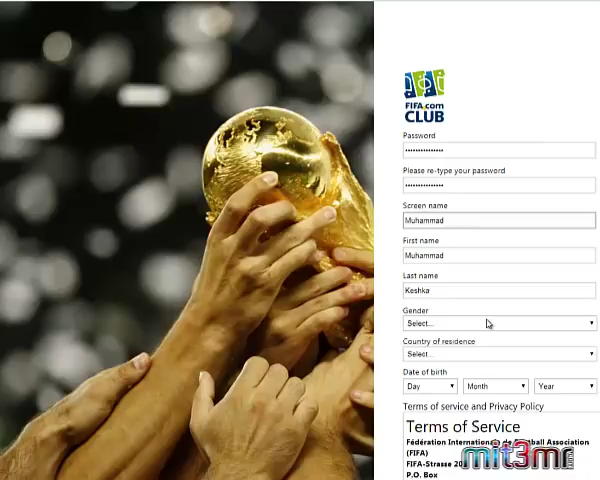 FIFA.com
CLUB
Password
Please re-type your password
Screen name
Muhammad
First name
Muhammad
Last name
Keshka
Gender
Select...
Country of residence
Select...
Date of birth
Day Month Year
Terms of service and Privacy Policy
Terms of Service
Fédération Internationale de Football Association
(FIFA)
FIFA-Strasse 20
P.O. Box
mit3mr